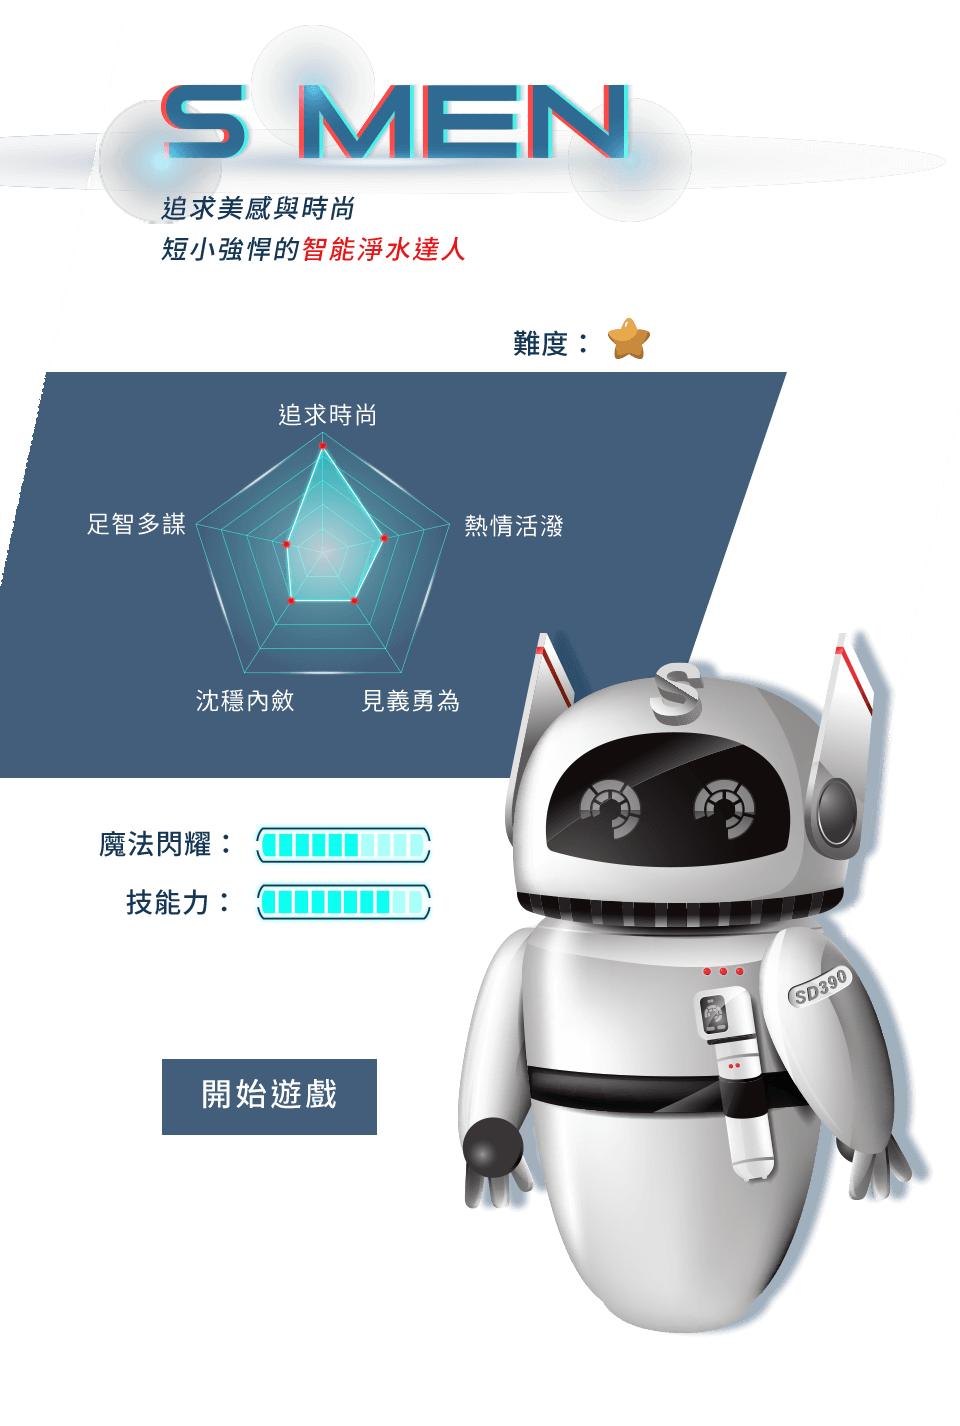 S MEN
追求美感與時尚
短小強悍的智能淨水達人
難度：
追求時尚
足智多謀
熱情活潑
沈穩內斂
見義勇為
S
魔法閃耀：
技能力：
SD390
開始遊戲